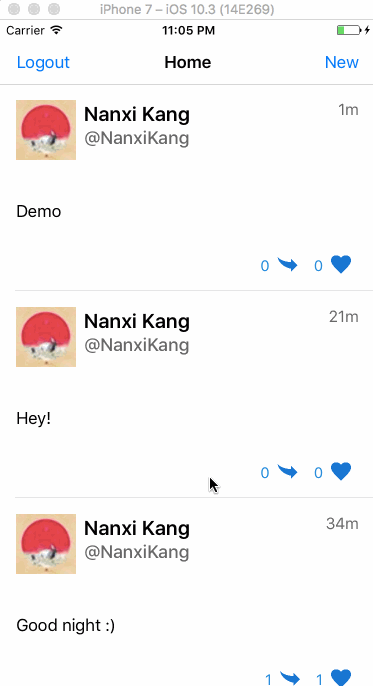 iPhone 7 – iOS 10.3 (14E269)
Carrier 11:05 PM
Logout Home New
Nanxi Kang 1m
@NanxiKang
Demo
0 0
Nanxi Kang 21m
@NanxiKang
Hey!
0 0
Nanxi Kang 34m
@NanxiKang
Good night :)
1 1